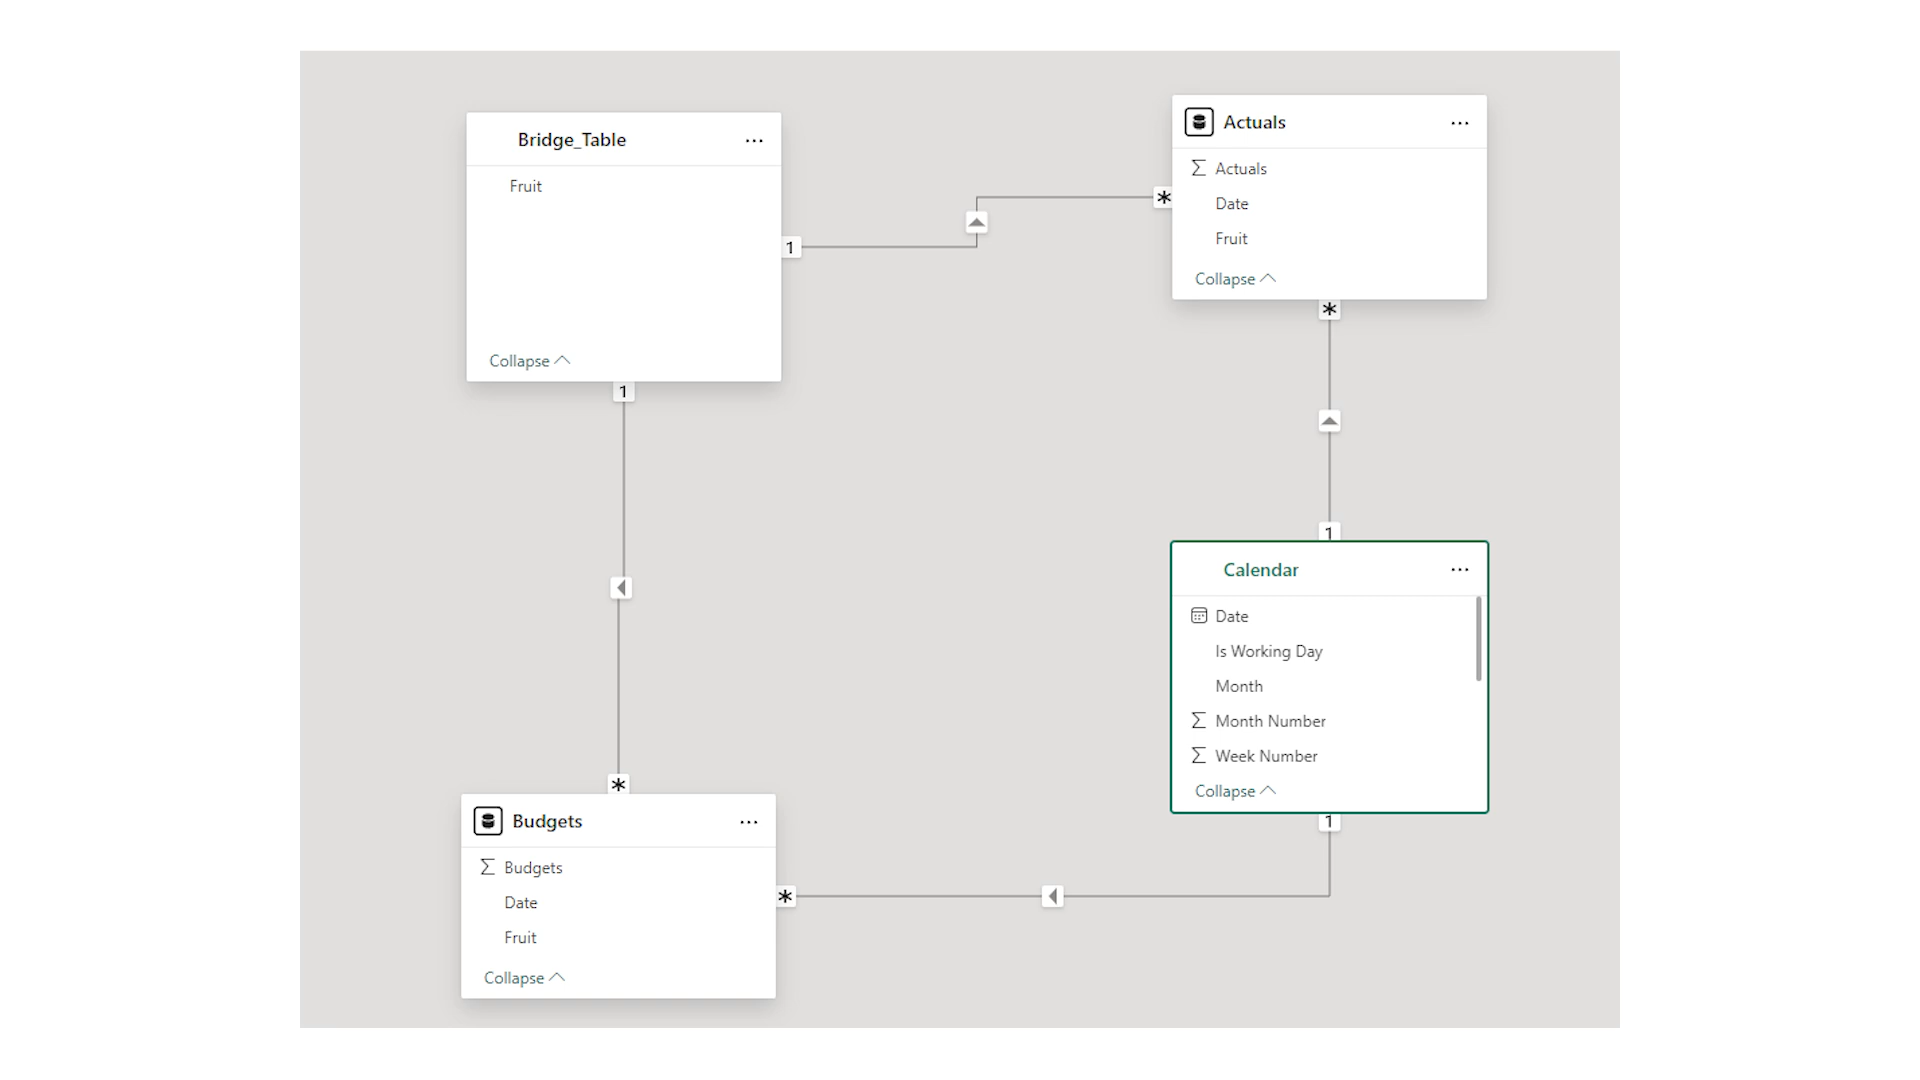 Bridge_Table ...
Fruit
Collapse
1
1
Actuals ...
Σ Actuals
Date
Fruit
Collapse
*
*
1
Calendar ...
Date
Is Working Day
Month
Σ Month Number
Σ Week Number
Collapse
1
*
Budgets ...
Σ Budgets
Date
Fruit
Collapse
*